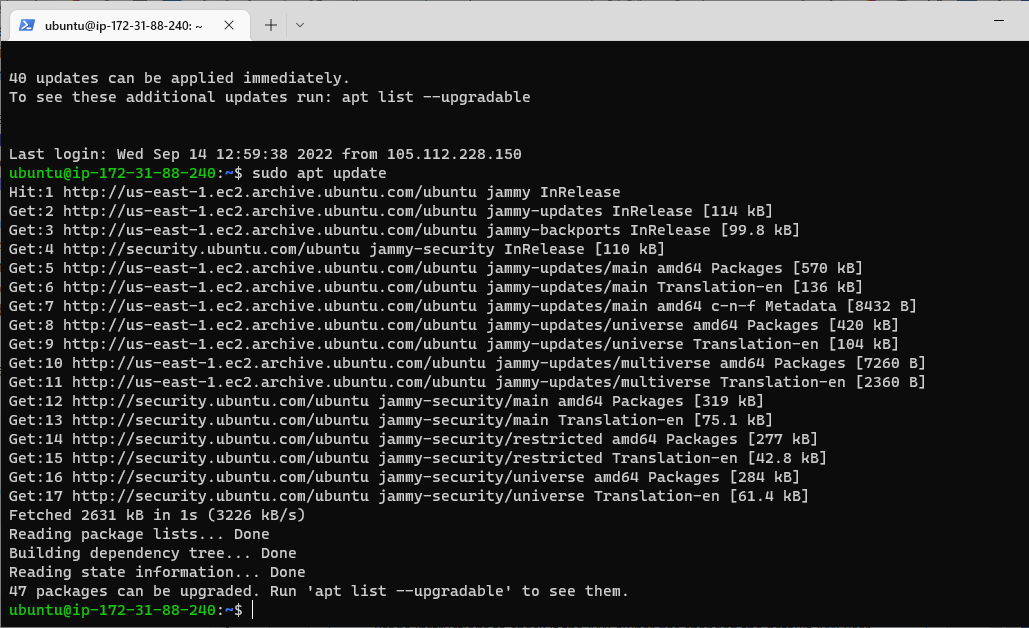 ubuntu@ip-172-31-88-240: ~
40 updates can be applied immediately.
To see these additional updates run: apt list --upgradable
Last login: Wed Sep 14 12:59:38 2022 from 105.112.228.150
ubuntu@ip-172-31-88-240:~$ sudo apt update
Hit:1 http://us-east-1.ec2.archive.ubuntu.com/ubuntu jammy InRelease
Get:2 http://us-east-1.ec2.archive.ubuntu.com/ubuntu jammy-updates InRelease [114 kB]
Get:3 http://us-east-1.ec2.archive.ubuntu.com/ubuntu jammy-backports InRelease [99.8 kB]
Get:4 http://security.ubuntu.com/ubuntu jammy-security InRelease [110 kB]
Get:5 http://us-east-1.ec2.archive.ubuntu.com/ubuntu jammy-updates/main amd64 Packages [570 kB]
Get:6 http://us-east-1.ec2.archive.ubuntu.com/ubuntu jammy-updates/main Translation-en [136 kB]
Get:7 http://us-east-1.ec2.archive.ubuntu.com/ubuntu jammy-updates/main amd64 c-n-f Metadata [8432 B]
Get:8 http://us-east-1.ec2.archive.ubuntu.com/ubuntu jammy-updates/universe amd64 Packages [420 kB]
Get:9 http://us-east-1.ec2.archive.ubuntu.com/ubuntu jammy-updates/universe Translation-en [104 kB]
Get:10 http://us-east-1.ec2.archive.ubuntu.com/ubuntu jammy-updates/multiverse amd64 Packages [7260 B]
Get:11 http://us-east-1.ec2.archive.ubuntu.com/ubuntu jammy-updates/multiverse Translation-en [2360 B]
Get:12 http://security.ubuntu.com/ubuntu jammy-security/main amd64 Packages [319 kB]
Get:13 http://security.ubuntu.com/ubuntu jammy-security/main Translation-en [75.1 kB]
Get:14 http://security.ubuntu.com/ubuntu jammy-security/restricted amd64 Packages [277 kB]
Get:15 http://security.ubuntu.com/ubuntu jammy-security/restricted Translation-en [42.8 kB]
Get:16 http://security.ubuntu.com/ubuntu jammy-security/universe amd64 Packages [284 kB]
Get:17 http://security.ubuntu.com/ubuntu jammy-security/universe Translation-en [61.4 kB]
Fetched 2631 kB in 1s (3226 kB/s)
Reading package lists... Done
Building dependency tree... Done
Reading state information... Done
47 packages can be upgraded. Run 'apt list --upgradable' to see them.
ubuntu@ip-172-31-88-240:~$